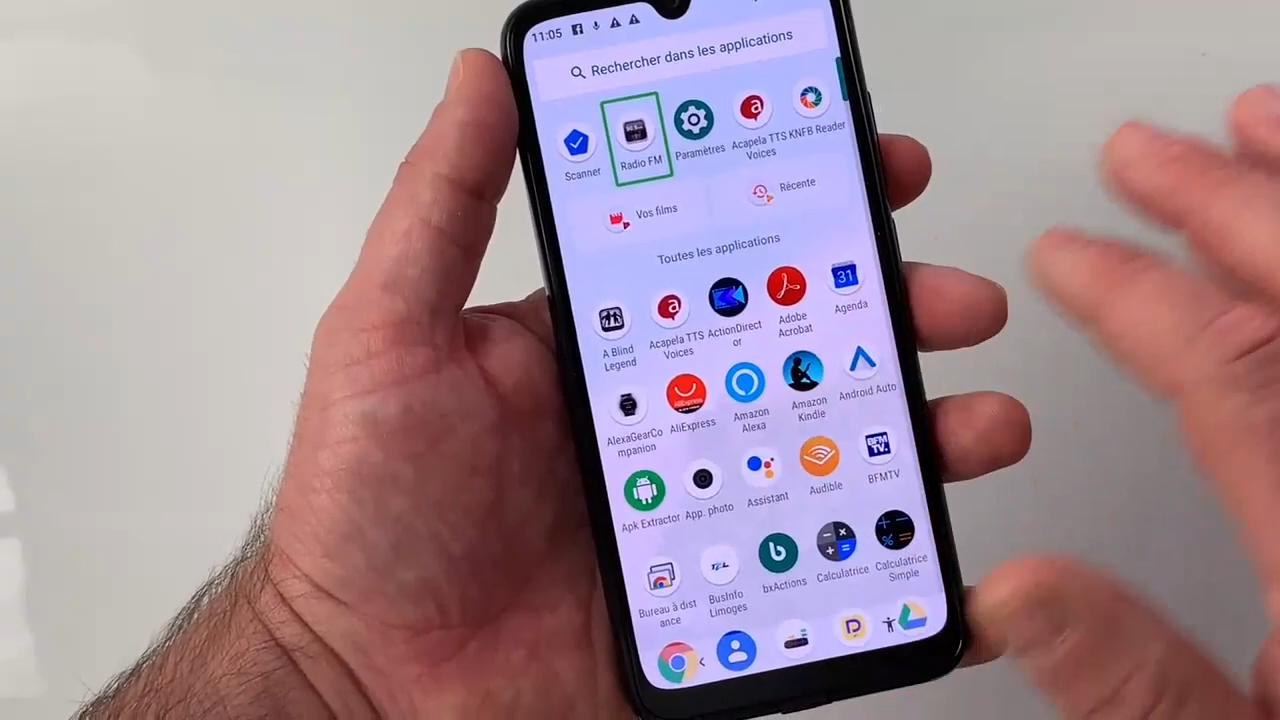 11:05
Rechercher dans les applications
Scanner
Radio FM
Paramètres
Acapela TTS
Voices
KNFB Reader
Vos films
Récente
Toutes les applications
A Blind
Legend
Acapela TTS
Voices
ActionDirect
or
Adobe
Acrobat
31
Agenda
AlexaGearCo
mpanion
AliExpress
AliExpress
Amazon
Alexa
Amazon
Kindle
Android Auto
Apk Extractor
App. photo
Assistant
Audible
BFM
TV.
BFMTV
Bureau à dist
ance
TCL
BusInfo
Limoges
b
bxActions
Calculatrice
Calculatrice
Simple